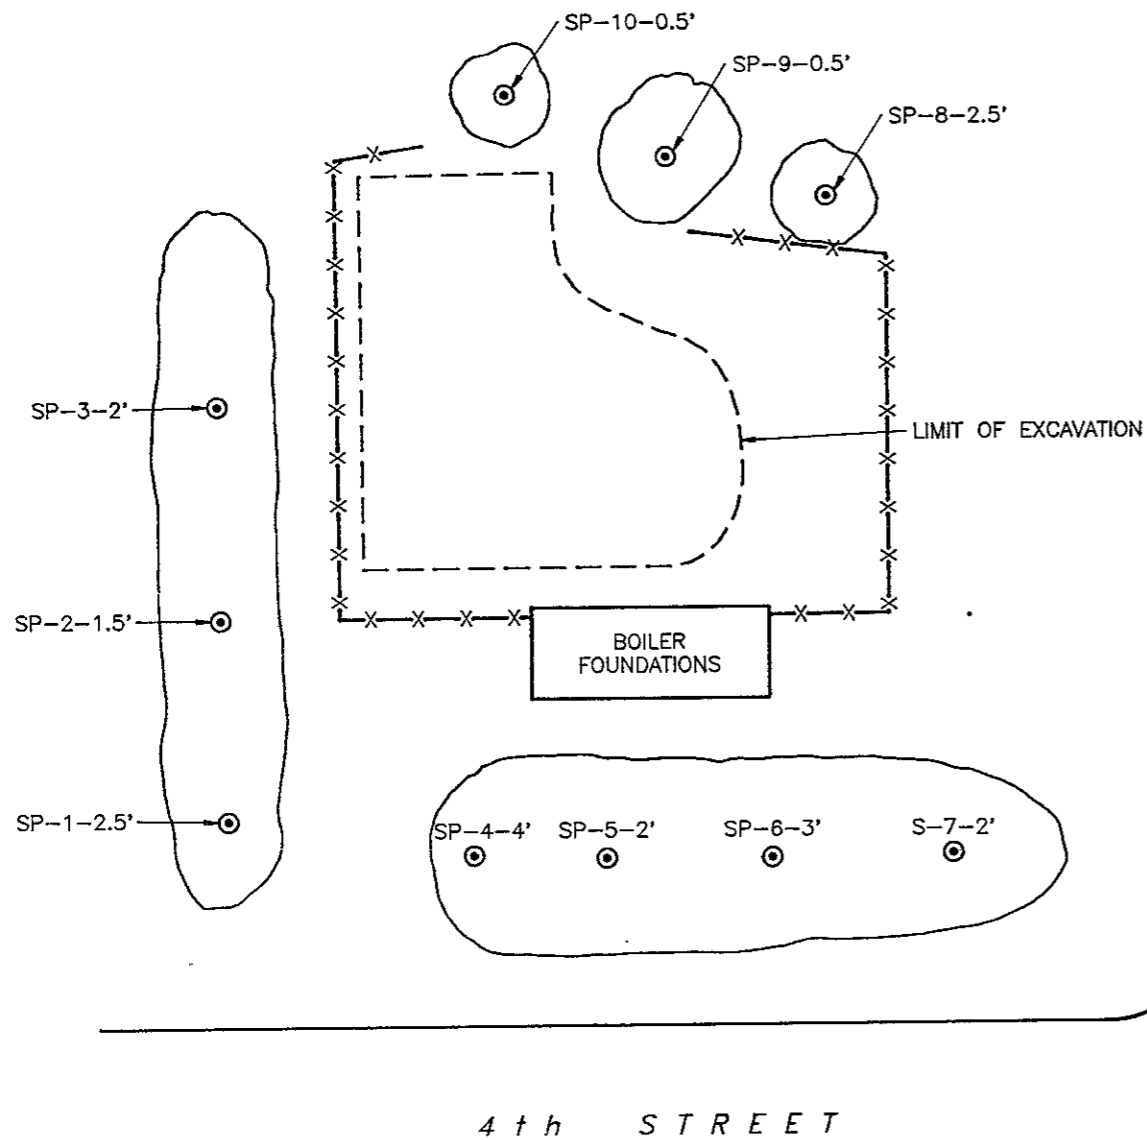 SP-10-0.5'
SP-9-0.5'
SP-8-2.5'
SP-3-2'
LIMIT OF EXCAVATION
SP-2-1.5'
BOILER
FOUNDATIONS
SP-1-2.5'
SP-4-4'
SP-5-2'
SP-6-3'
S-7-2'
4th STREET